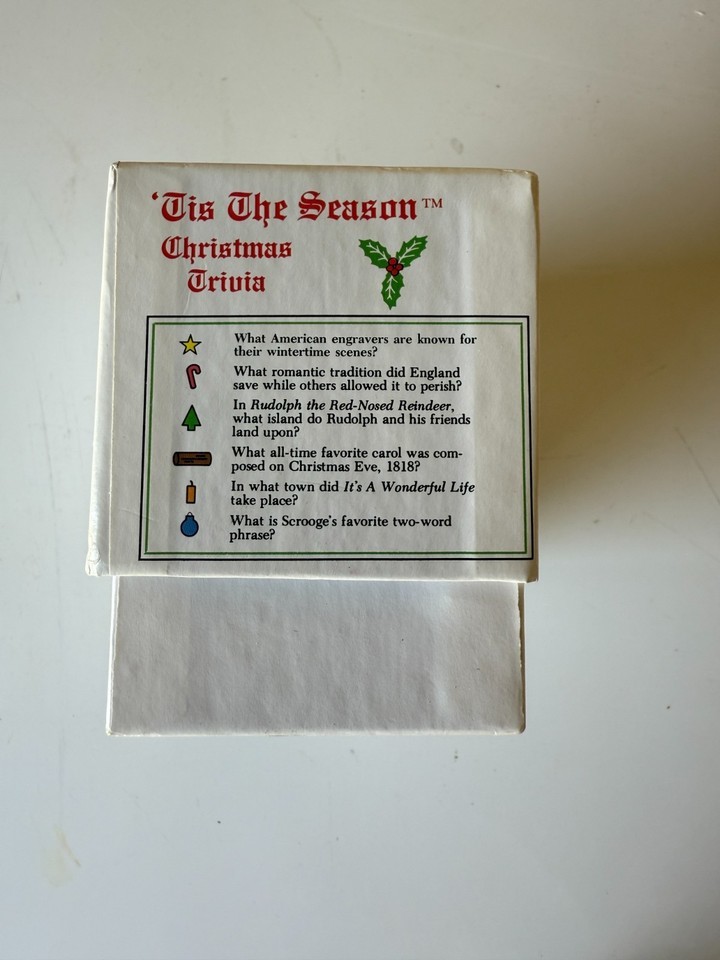 ‘Tis The Season™
Christmas
Trivia
What American engravers are known for
their wintertime scenes?
What romantic tradition did England
save while others allowed it to perish?
In Rudolph the Red-Nosed Reindeer,
what island do Rudolph and his friends
land upon?
What all-time favorite carol was com-
posed on Christmas Eve, 1818?
In what town did It's A Wonderful Life
take place?
What is Scrooge's favorite two-word
phrase?